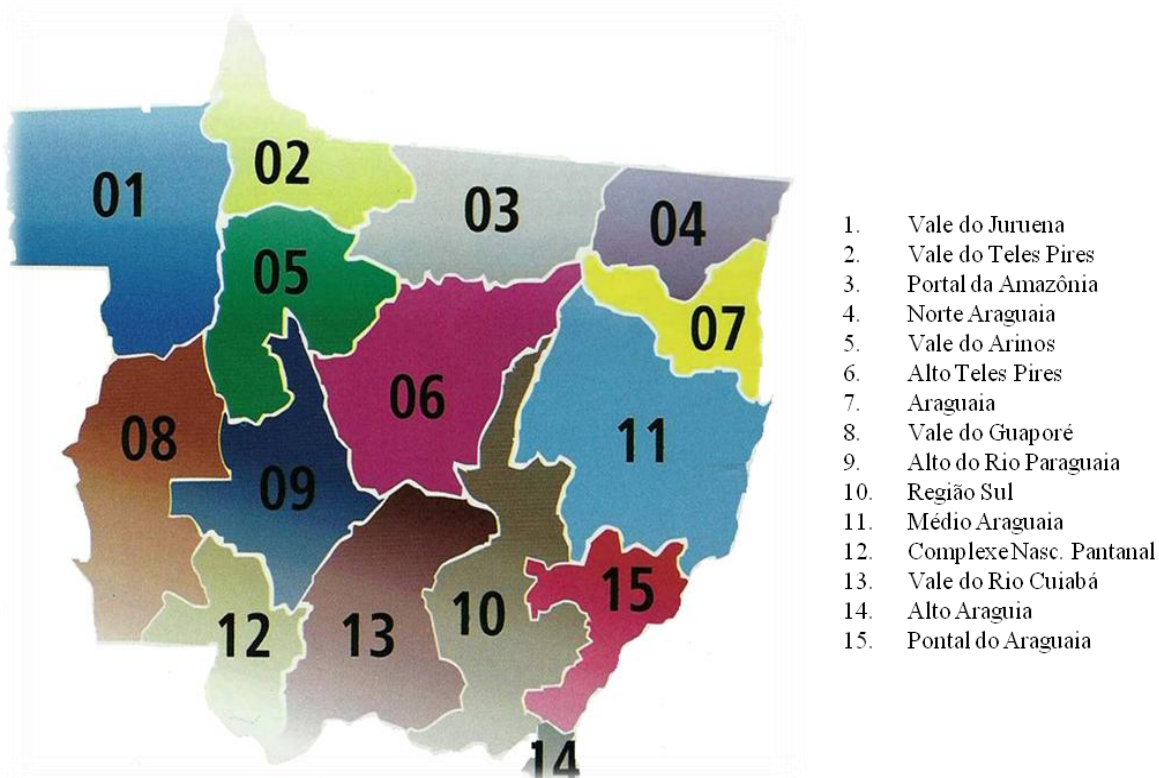 01
02
03
04
05
07
06
08
11
09
15
10
12
13
14
1. Vale do Juruena
2. Vale do Teles Pires
3. Portal da Amazônia
4. Norte Araguaia
5. Vale do Arinos
6. Alto Teles Pires
7. Araguaia
8. Vale do Guaporé
9. Alto do Rio Paraguaia
10. Região Sul
11. Médio Araguaia
12. Complexe Nasc. Pantanal
13. Vale do Rio Cuiabá
14. Alto Araguia
15. Pontal do Araguaia